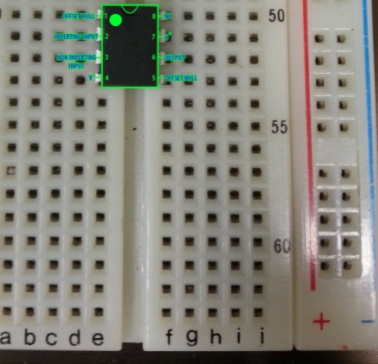 50
OFFSET NULL 1 8
INVERTING INPUT 2 7
NON INVERTING 3 6 OUTPUT
INPUT
V 4 5 OFFSET NULL
55
60
a b c d e f g h i j
+ −